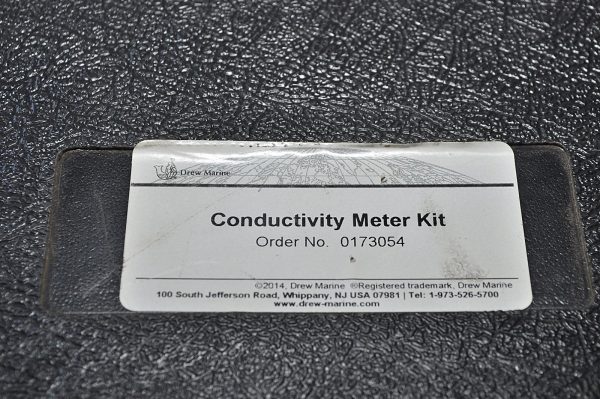 Drew Marine
Conductivity Meter Kit
Order No. 0173054
©2014, Drew Marine ®Registered trademark, Drew Marine
100 South Jefferson Road, Whippany, NJ USA 07981 | Tel: 1-973-526-5700
www.drew-marine.com